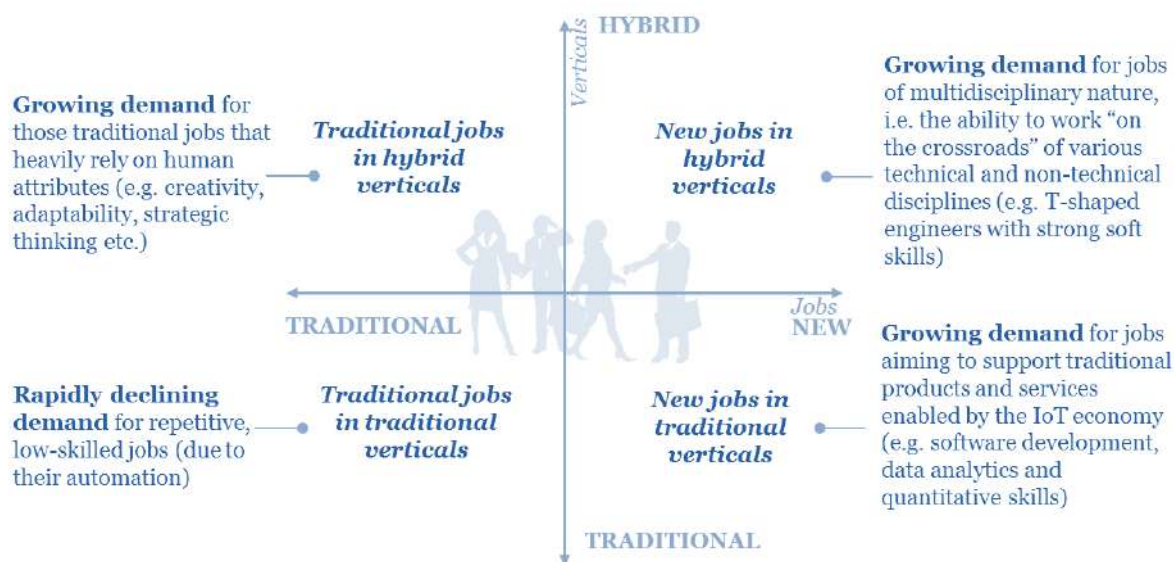 HYBRID
Verticals
Growing demand for
those traditional jobs that
heavily rely on human
attributes (e.g. creativity,
adaptability, strategic
thinking etc.)
Traditional jobs
in hybrid
verticals
New jobs in
hybrid
verticals
Growing demand for jobs
of multidisciplinary nature,
i.e. the ability to work “on
the crossroads” of various
technical and non-technical
disciplines (e.g. T-shaped
engineers with strong soft
skills)
TRADITIONAL
Jobs
NEW
Rapidly declining
demand for repetitive,
low-skilled jobs (due to
their automation)
Traditional jobs
in traditional
verticals
New jobs in
traditional
verticals
Growing demand for jobs
aiming to support traditional
products and services
enabled by the IoT economy
(e.g. software development,
data analytics and
quantitative skills)
TRADITIONAL